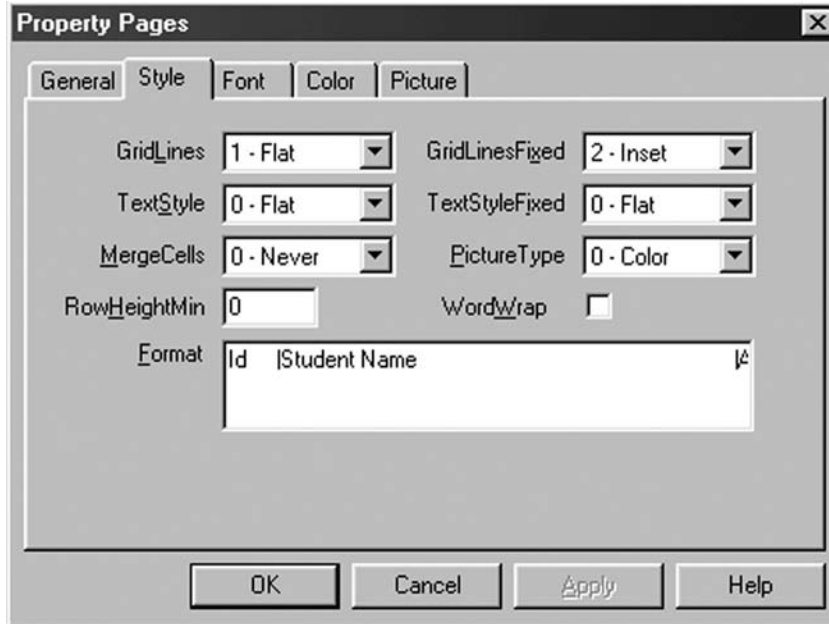 Property Pages
General Style Font Color Picture
GridLines 1 - Flat GridLinesFixed 2 - Inset
TextStyle 0 - Flat TextStyleFixed 0 - Flat
MergeCells 0 - Never PictureType 0 - Color
RowHeightMin 0 WordWrap
Format Id |Student Name |
OK Cancel Apply Help